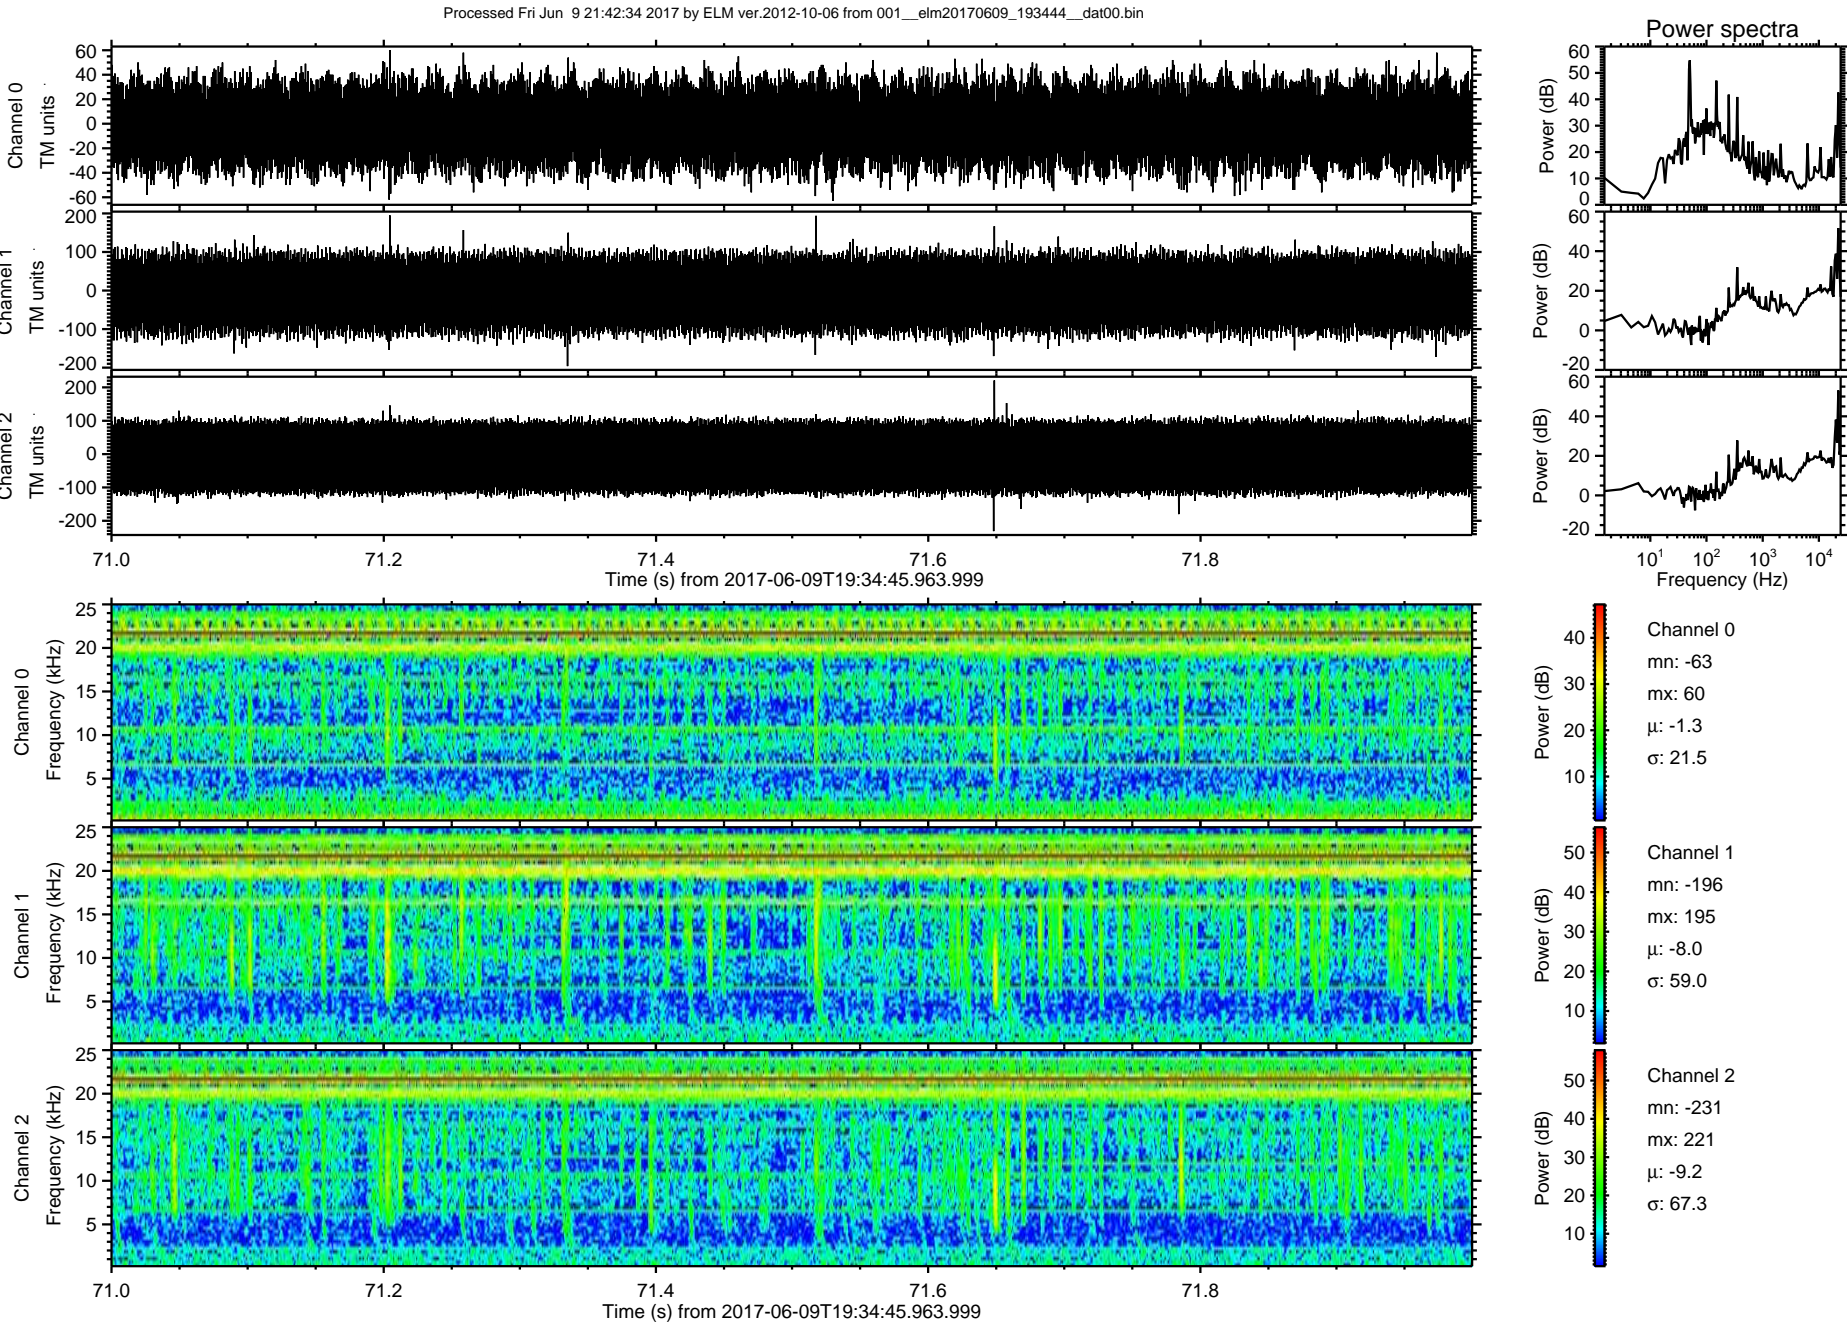 Processed Fri Jun  9 21:42:34 2017 by ELM ver.2012-10-06 from 001__elm20170609_193444__dat00.bin
Power spectra
Channel 0
TM units
60
40
20
0
-20
-40
-60
Power (dB)
60
50
40
30
20
10
0
Channel 1
TM units
200
100
0
-100
-200
Power (dB)
60
40
20
0
-20
Channel 2
TM units
200
100
0
-100
-200
Power (dB)
60
40
20
0
-20
71.0 71.2 71.4 71.6 71.8
Time (s) from 2017-06-09T19:34:45.963.999
10^1 10^2 10^3 10^4
Frequency (Hz)
Channel 0
Frequency (kHz)
25
20
15
10
5
Power (dB)
40
30
20
10
Channel 0
mn: -63
mx: 60
μ: -1.3
σ: 21.5
Channel 1
Frequency (kHz)
25
20
15
10
5
Power (dB)
50
40
30
20
10
Channel 1
mn: -196
mx: 195
μ: -8.0
σ: 59.0
Channel 2
Frequency (kHz)
25
20
15
10
5
Power (dB)
50
40
30
20
10
Channel 2
mn: -231
mx: 221
μ: -9.2
σ: 67.3
71.0 71.2 71.4 71.6 71.8
Time (s) from 2017-06-09T19:34:45.963.999